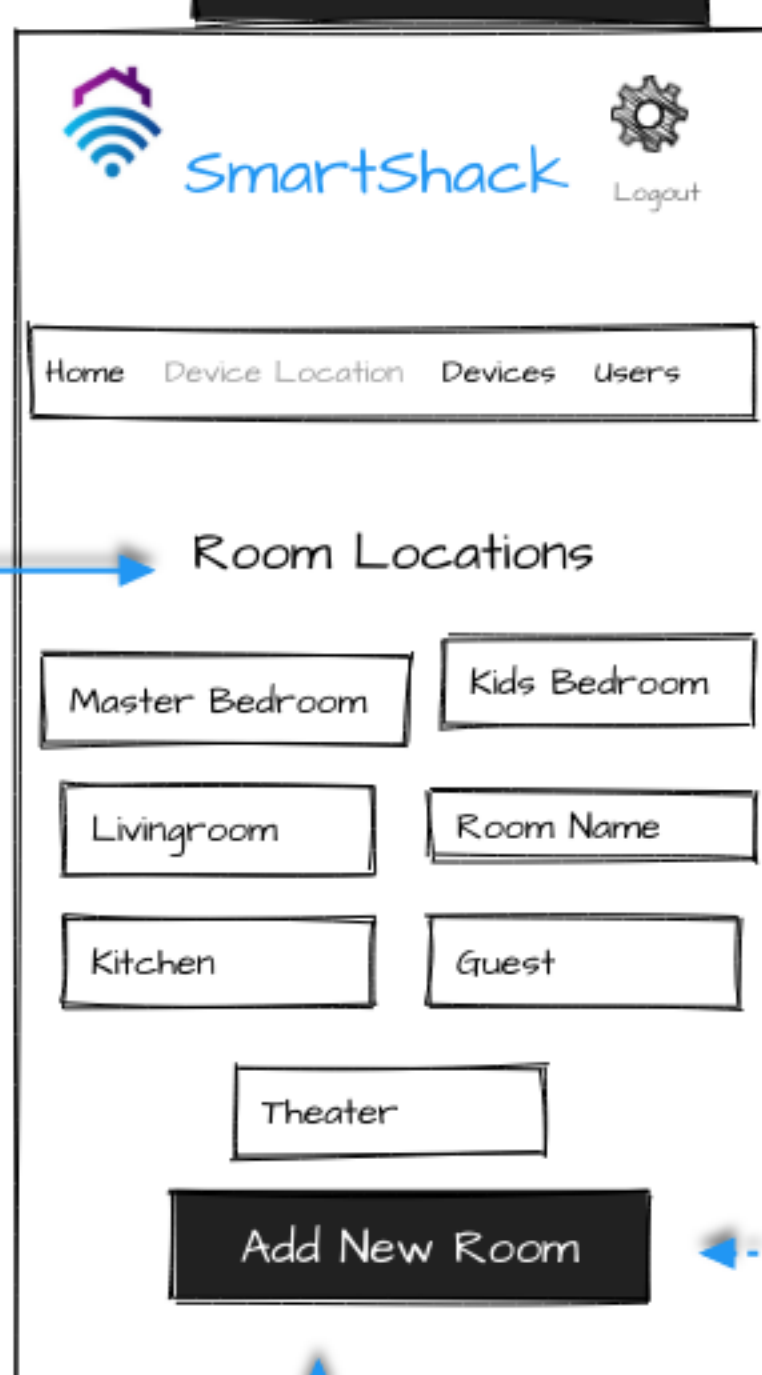 SmartShack
Logout
Home Device Location Devices Users
Room Locations
Master Bedroom
Kids Bedroom
Livingroom
Room Name
Kitchen
Guest
Theater
Add New Room